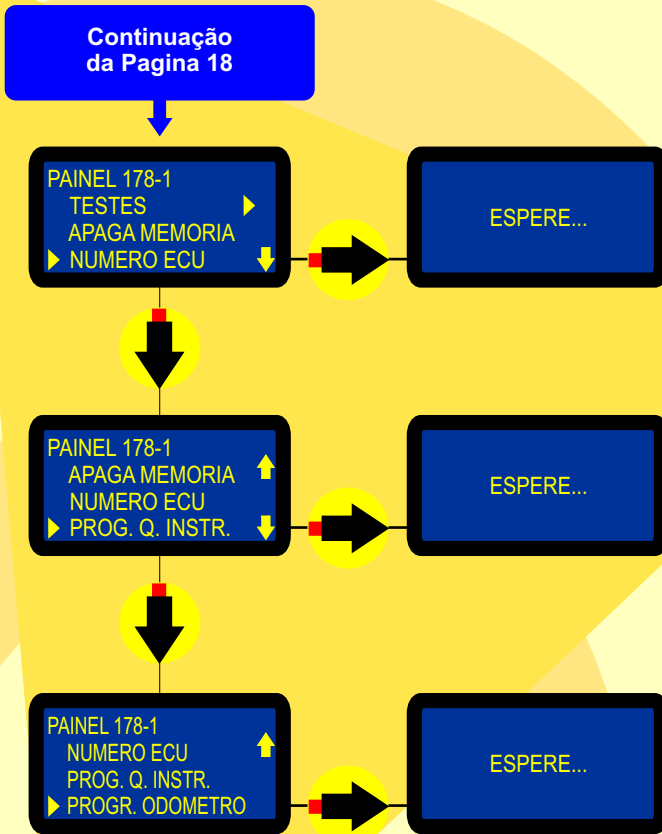 Continuação
da Pagina 18
PAINEL 178-1
TESTES
APAGA MEMORIA
NUMERO ECU
ESPERE...
PAINEL 178-1
APAGA MEMORIA
NUMERO ECU
PROG. Q. INSTR.
ESPERE...
PAINEL 178-1
NUMERO ECU
PROG. Q. INSTR.
PROGR. ODOMETRO
ESPERE...